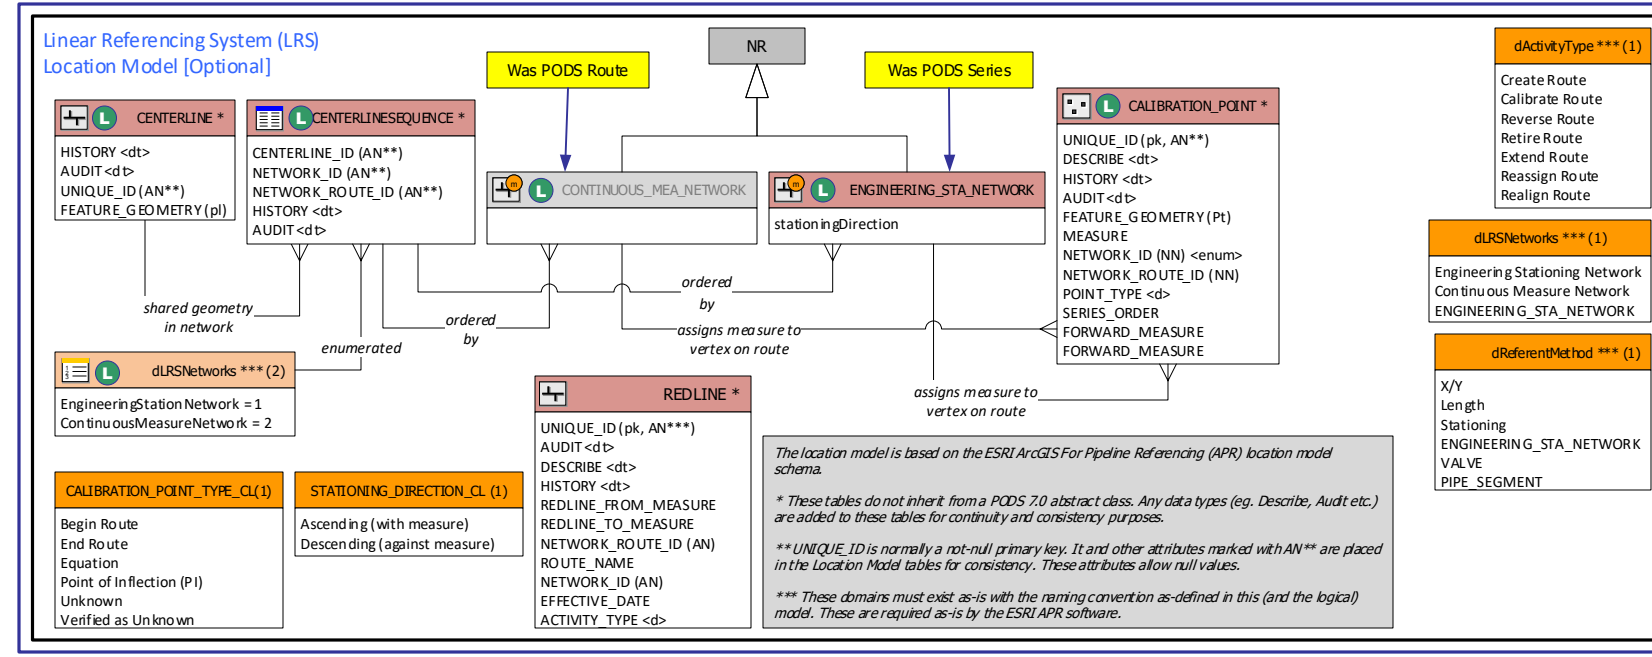 Linear Referencing System (LRS)
Location Model [Optional]
NR
Was PODS Route
Was PODS Series
L
CENTERLINE *
HISTORY <dt>
AUDIT <dt>
UNIQUE_ID (AN**)
FEATURE_GEOMETRY (pl)
L
CENTERLINESEQUENCE *
CENTERLINE_ID (AN**)
NETWORK_ID (AN**)
NETWORK_ROUTE_ID (AN**)
HISTORY <dt>
AUDIT <dt>
m
L
CONTINUOUS_MEA_NETWORK
m
L
ENGINEERING_STA_NETWORK
stationingDirection
L
CALIBRATION_POINT *
UNIQUE_ID (pk, AN**)
DESCRIBE <dt>
HISTORY <dt>
AUDIT <dt>
FEATURE_GEOMETRY (Pt)
MEASURE
NETWORK_ID (NN) <enum>
NETWORK_ROUTE_ID (NN)
POINT_TYPE <d>
SERIES_ORDER
FORWARD_MEASURE
FORWARD_MEASURE
dActivityType *** (1)
Create Route
Calibrate Route
Reverse Route
Retire Route
Extend Route
Reassign Route
Realign Route
dLRSNetworks *** (1)
Engineering Stationing Network
Continuous Measure Network
ENGINEERING_STA_NETWORK
dReferentMethod *** (1)
X/Y
Length
Stationing
ENGINEERING_STA_NETWORK
VALVE
PIPE_SEGMENT
shared geometry
in network
enumerated
ordered
by
ordered
by
assigns measure to
vertex on route
assigns measure to
vertex on route
L
dLRSNetworks *** (2)
EngineeringStationNetwork = 1
ContinuousMeasureNetwork = 2
REDLINE *
UNIQUE_ID (pk, AN***)
AUDIT <dt>
DESCRIBE <dt>
HISTORY <dt>
REDLINE_FROM_MEASURE
REDLINE_TO_MEASURE
NETWORK_ROUTE_ID (AN)
ROUTE_NAME
NETWORK_ID (AN)
EFFECTIVE_DATE
ACTIVITY_TYPE <d>
CALIBRATION_POINT_TYPE_CL(1)
Begin Route
End Route
Equation
Point of Inflection (PI)
Unknown
Verified as Unknown
STATIONING_DIRECTION_CL (1)
Ascending (with measure)
Descending (against measure)
The location model is based on the ESRI ArcGIS For Pipeline Referencing (APR) location model
schema.
* These tables do not inherit from a PODS 7.0 abstract class. Any data types (eg. Describe, Audit etc.)
are added to these tables for continuity and consistency purposes.
** UNIQUE_ID is normally a not-null primary key. It and other attributes marked with AN** are placed
in the Location Model tables for consistency. These attributes allow null values.
*** These domains must exist as-is with the naming convention as-defined in this (and the logical)
model. These are required as-is by the ESRI APR software.